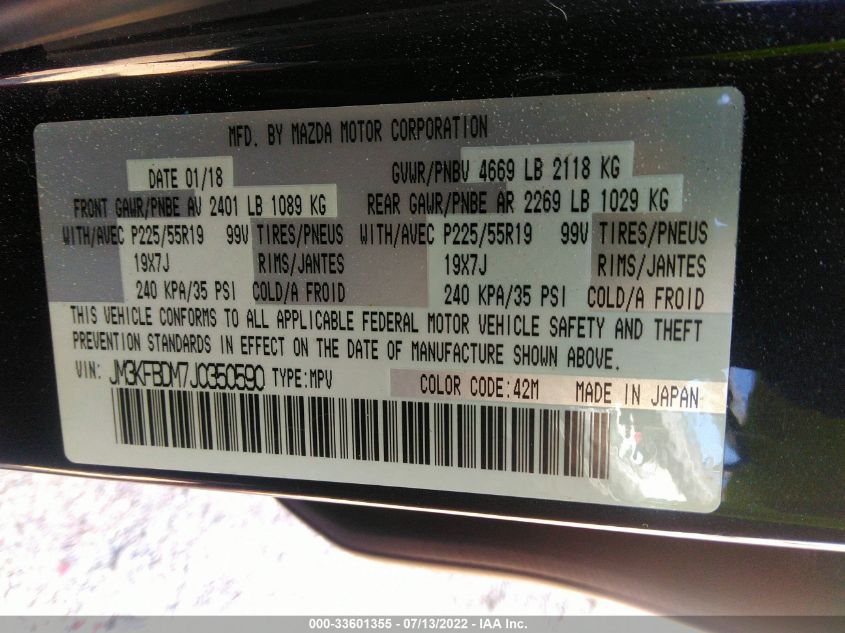 MFD. BY MAZDA MOTOR CORPORATION
DATE 01/18 GVWR/PNBV 4669 LB 2118 KG
FRONT GAWR/PNBE AV 2401 LB 1089 KG REAR GAWR/PNBE AR 2269 LB 1029 KG
WITH/AVEC P225/55R19 99V TIRES/PNEUS WITH/AVEC P225/55R19 99V TIRES/PNEUS
19X7J RIMS/JANTES 19X7J RIMS/JANTES
240 KPA/35 PSI COLD/A FROID 240 KPA/35 PSI COLD/A FROID
THIS VEHICLE CONFORMS TO ALL APPLICABLE FEDERAL MOTOR VEHICLE SAFETY AND THEFT
PREVENTION STANDARDS IN EFFECT ON THE DATE OF MANUFACTURE SHOWN ABOVE.
VIN: JM3KFBDM7J0350590 TYPE:MPV COLOR CODE:42M MADE IN JAPAN
000-33601355 - 07/13/2022 - IAA Inc.